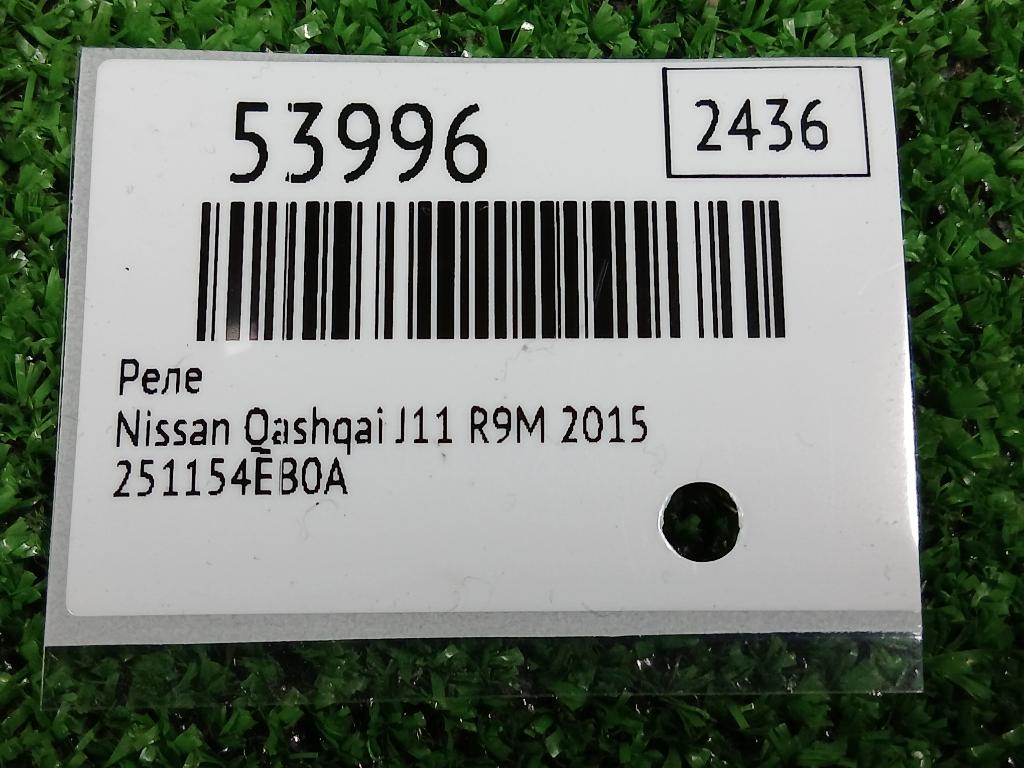 53996
2436
Реле
Nissan Qashqai J11 R9M 2015
251154EB0A